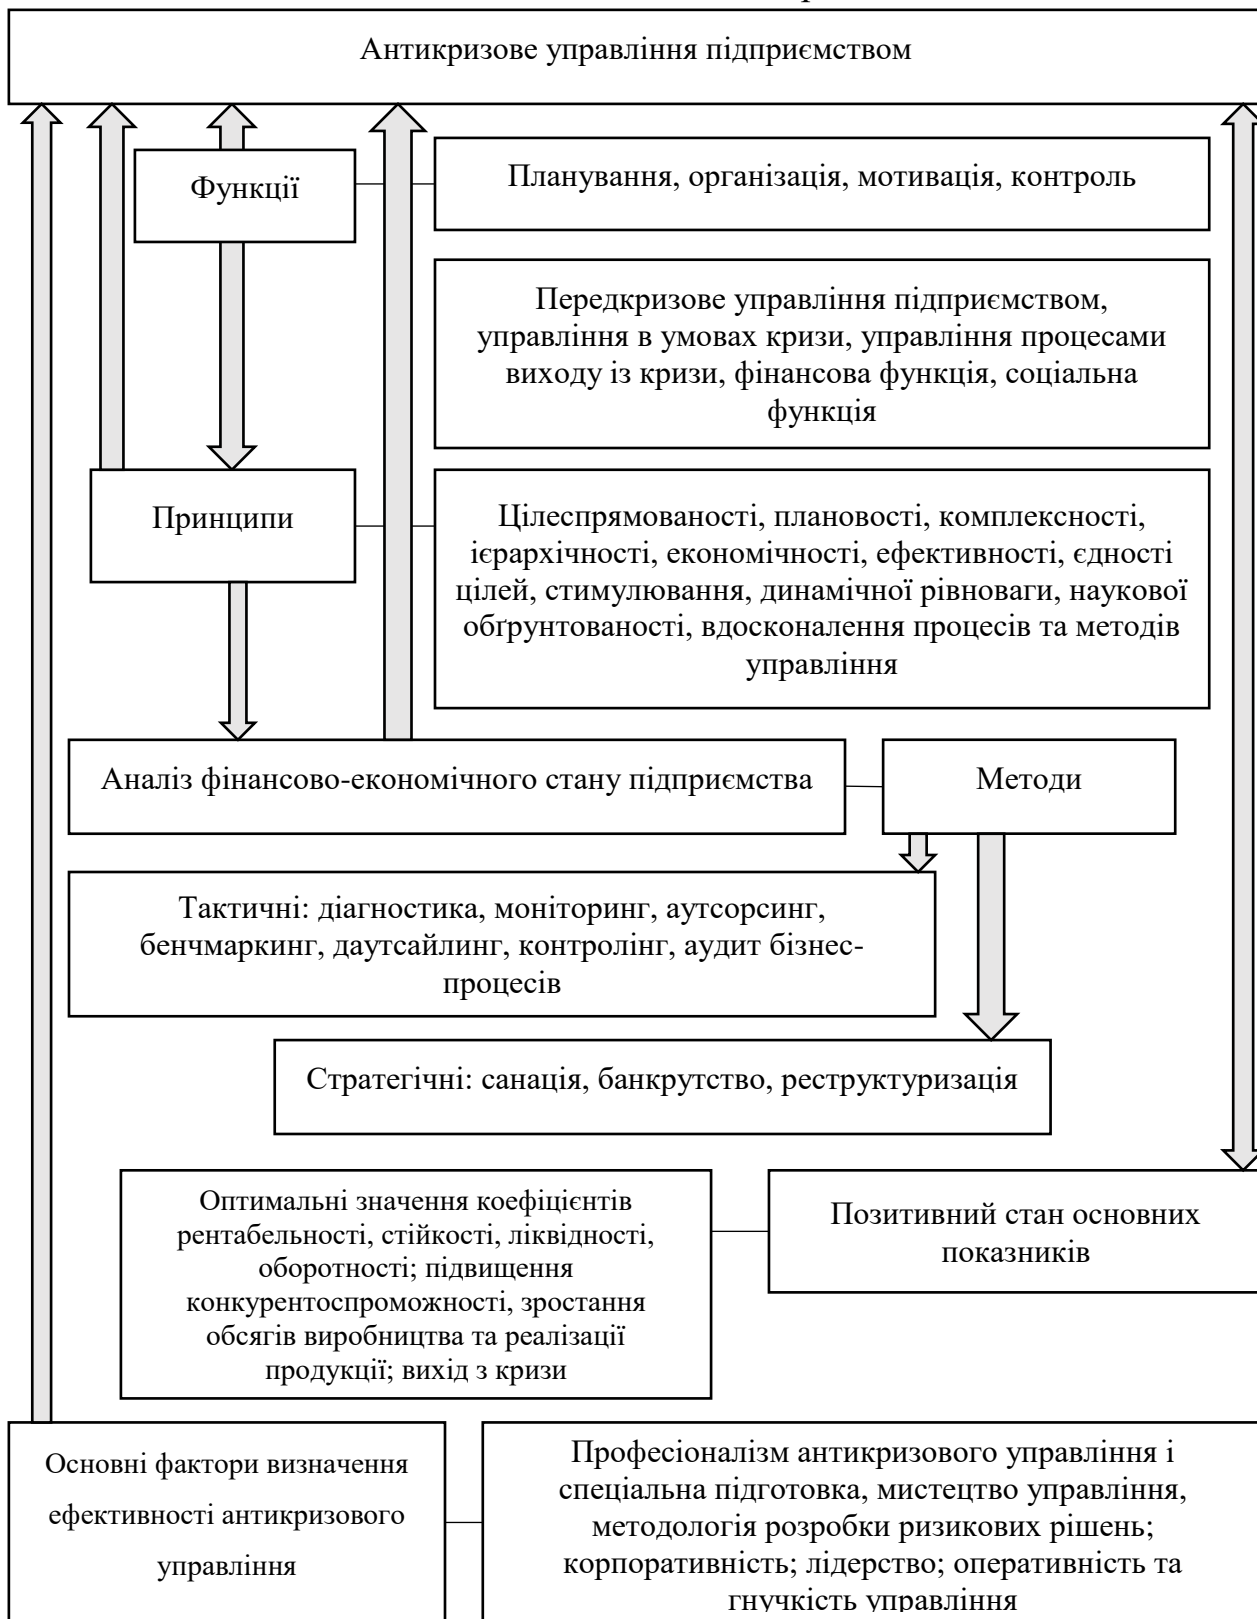 Антикризове управління підприємством
Функції
Планування, організація, мотивація, контроль
Передкризове управління підприємством,
управління в умовах кризи, управління процесами
виходу із кризи, фінансова функція, соціальна
функція
Принципи
Цілеспрямованості, плановості, комплексності,
ієрархічності, економічності, ефективності, єдності
цілей, стимулювання, динамічної рівноваги, наукової
обґрунтованості, вдосконалення процесів та методів
управління
Аналіз фінансово-економічного стану підприємства
Методи
Тактичні: діагностика, моніторинг, аутсорсинг,
бенчмаркинг, даутсайлинг, контролінг, аудит бізнес-
процесів
Стратегічні: санація, банкрутство, реструктуризація
Оптимальні значення коефіцієнтів
рентабельності, стійкості, ліквідності,
оборотності; підвищення
конкурентоспроможності, зростання
обсягів виробництва та реалізації
продукції; вихід з кризи
Позитивний стан основних
показників
Основні фактори визначення
ефективності антикризового
управління
Професіоналізм антикризового управління і
спеціальна підготовка, мистецтво управління,
методологія розробки ризикових рішень;
корпоративність; лідерство; оперативність та
гнучкість управління